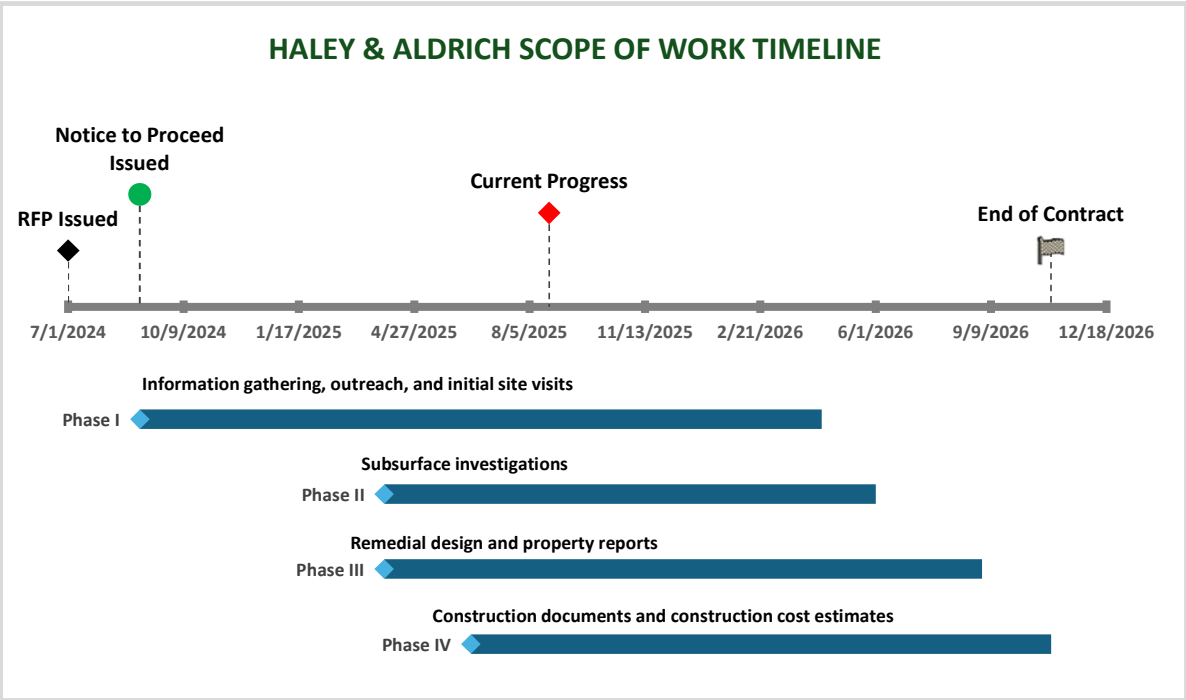 HALEY & ALDRICH SCOPE OF WORK TIMELINE
Notice to Proceed
Issued
Current Progress
RFP Issued
End of Contract
7/1/2024 10/9/2024 1/17/2025 4/27/2025 8/5/2025 11/13/2025 2/21/2026 6/1/2026 9/9/2026 12/18/2026
Information gathering, outreach, and initial site visits
Phase I
Subsurface investigations
Phase II
Remedial design and property reports
Phase III
Construction documents and construction cost estimates
Phase IV